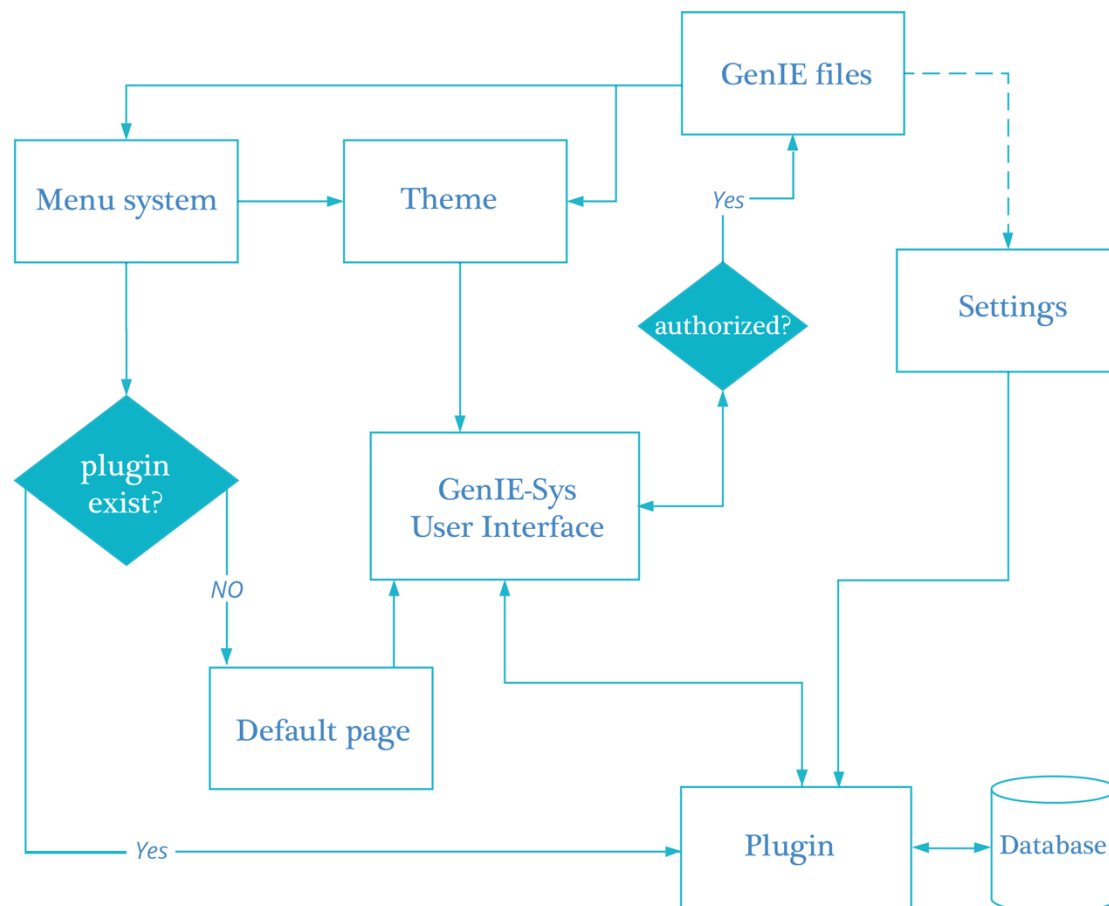 GenIE files
Menu system
Theme
Yes
authorized?
Settings
plugin
exist?
GenIE-Sys
User Interface
NO
Default page
Yes
Plugin
Database